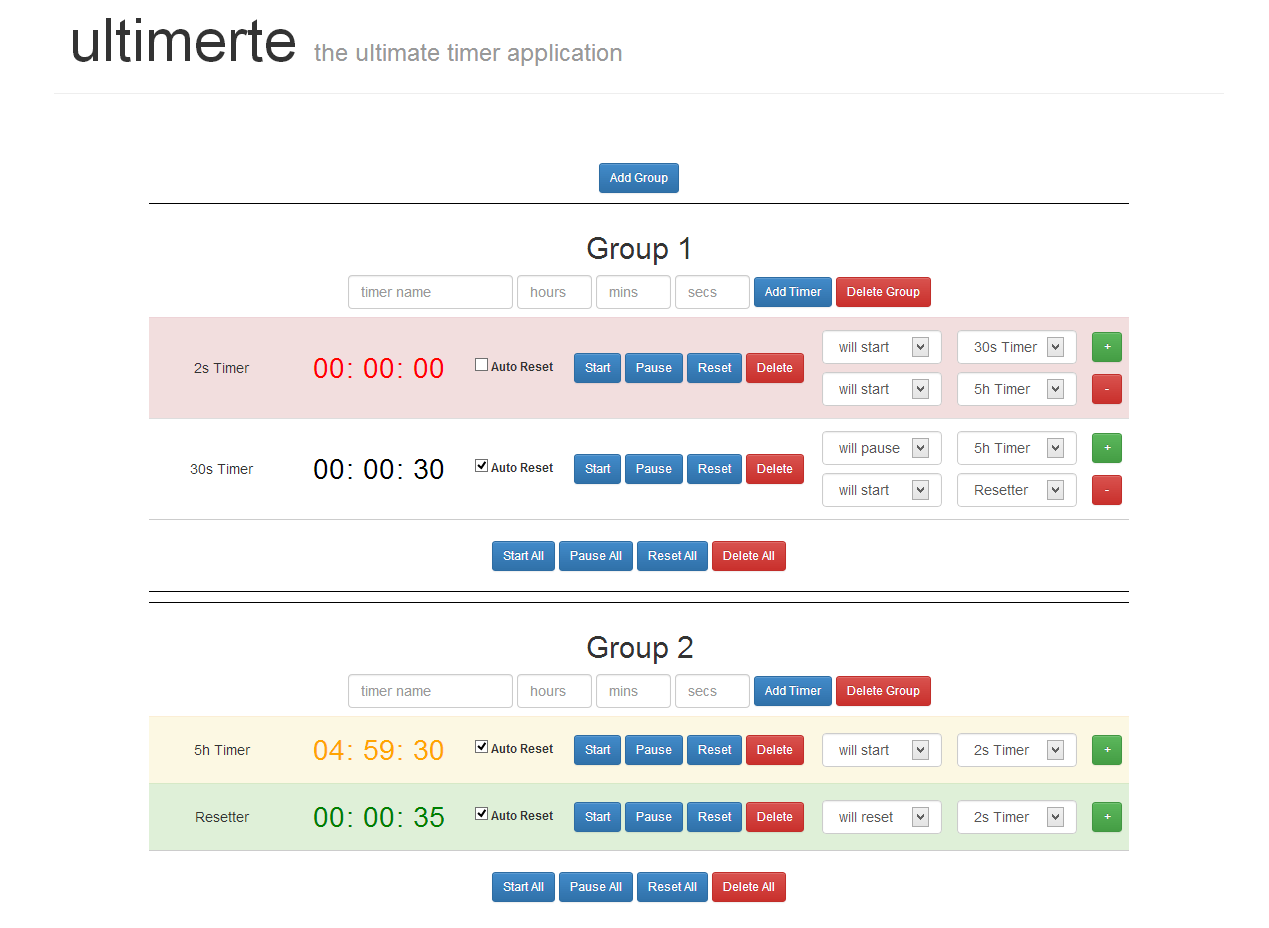 ultimerte the ultimate timer application
Add Group
Group 1
timer name hours mins secs Add Timer Delete Group
2s Timer 00: 00: 00 Auto Reset Start Pause Reset Delete will start 30s Timer +
will start 5h Timer -
30s Timer 00: 00: 30 Auto Reset Start Pause Reset Delete will pause 5h Timer +
will start Resetter -
Start All Pause All Reset All Delete All
Group 2
timer name hours mins secs Add Timer Delete Group
5h Timer 04: 59: 30 Auto Reset Start Pause Reset Delete will start 2s Timer +
Resetter 00: 00: 35 Auto Reset Start Pause Reset Delete will reset 2s Timer +
Start All Pause All Reset All Delete All